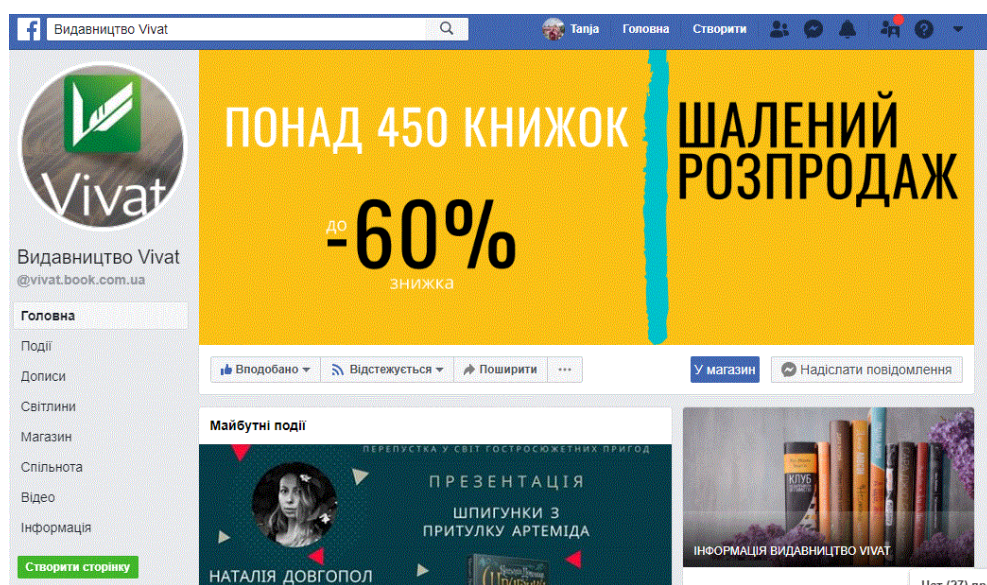 Видавництво Vivat
Tanja
Головна
Створити
Vivat
Видавництво Vivat
@vivat.book.com.ua
Головна
Події
Дописи
Світлини
Магазин
Спільнота
Відео
Інформація
Створити сторінку
ПОНАД 450 КНИЖОК
до
-60%
знижка
ШАЛЕНИЙ
РОЗПРОДАЖ
Вподобано
Відстежується
Поширити
У магазин
Надіслати повідомлення
Майбутні події
ПЕРЕПУСТКА У СВІТ ГОСТРОСЮЖЕТНИХ ПРИГОД
ПРЕЗЕНТАЦІЯ
ШПИГУНКИ З
ПРИТУЛКУ АРТЕМІДА
НАТАЛІЯ ДОВГОПОЛ
КЛУБ
ІНФОРМАЦІЯ ВИДАВНИЦТВО VIVAT